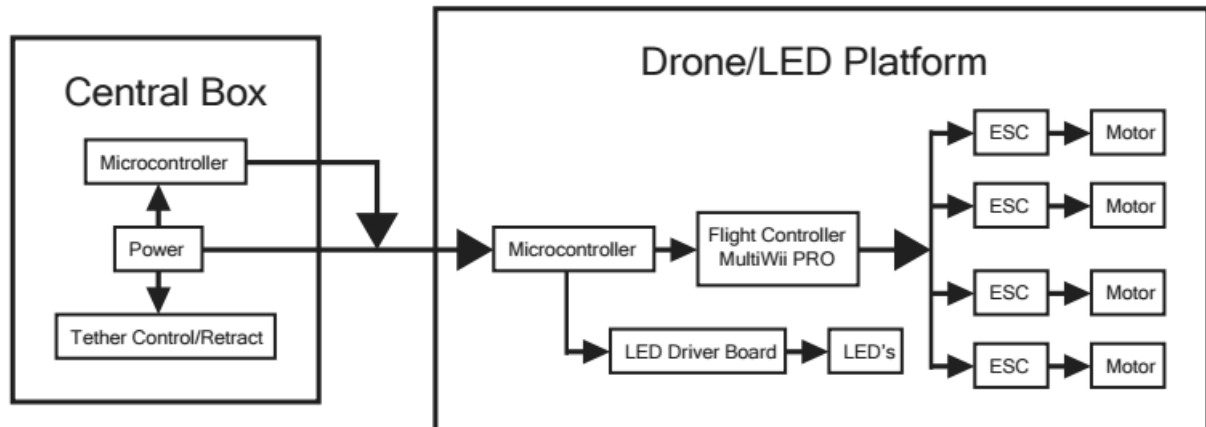 Central Box
Microcontroller
Power
Tether Control/Retract
Drone/LED Platform
Microcontroller
Flight Controller
MultiWii PRO
LED Driver Board
LED's
ESC
Motor
ESC
Motor
ESC
Motor
ESC
Motor